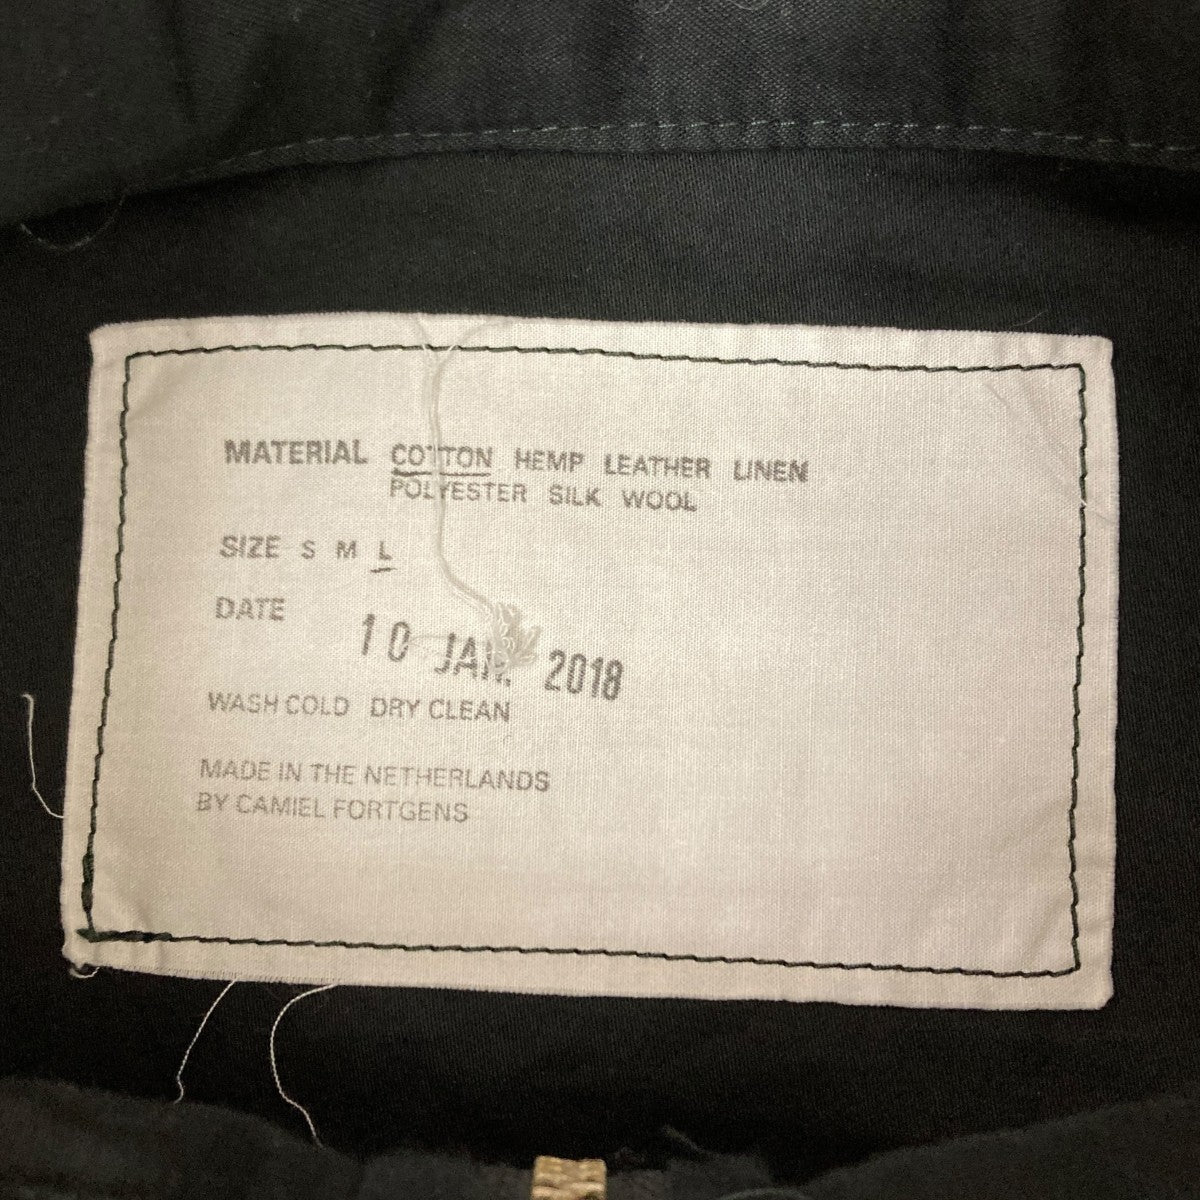 MATERIAL COTTON HEMP LEATHER LINEN
POLYESTER SILK WOOL
SIZE S M L
DATE 10 JAN. 2018
WASH COLD DRY CLEAN
MADE IN THE NETHERLANDS
BY CAMIEL FORTGENS